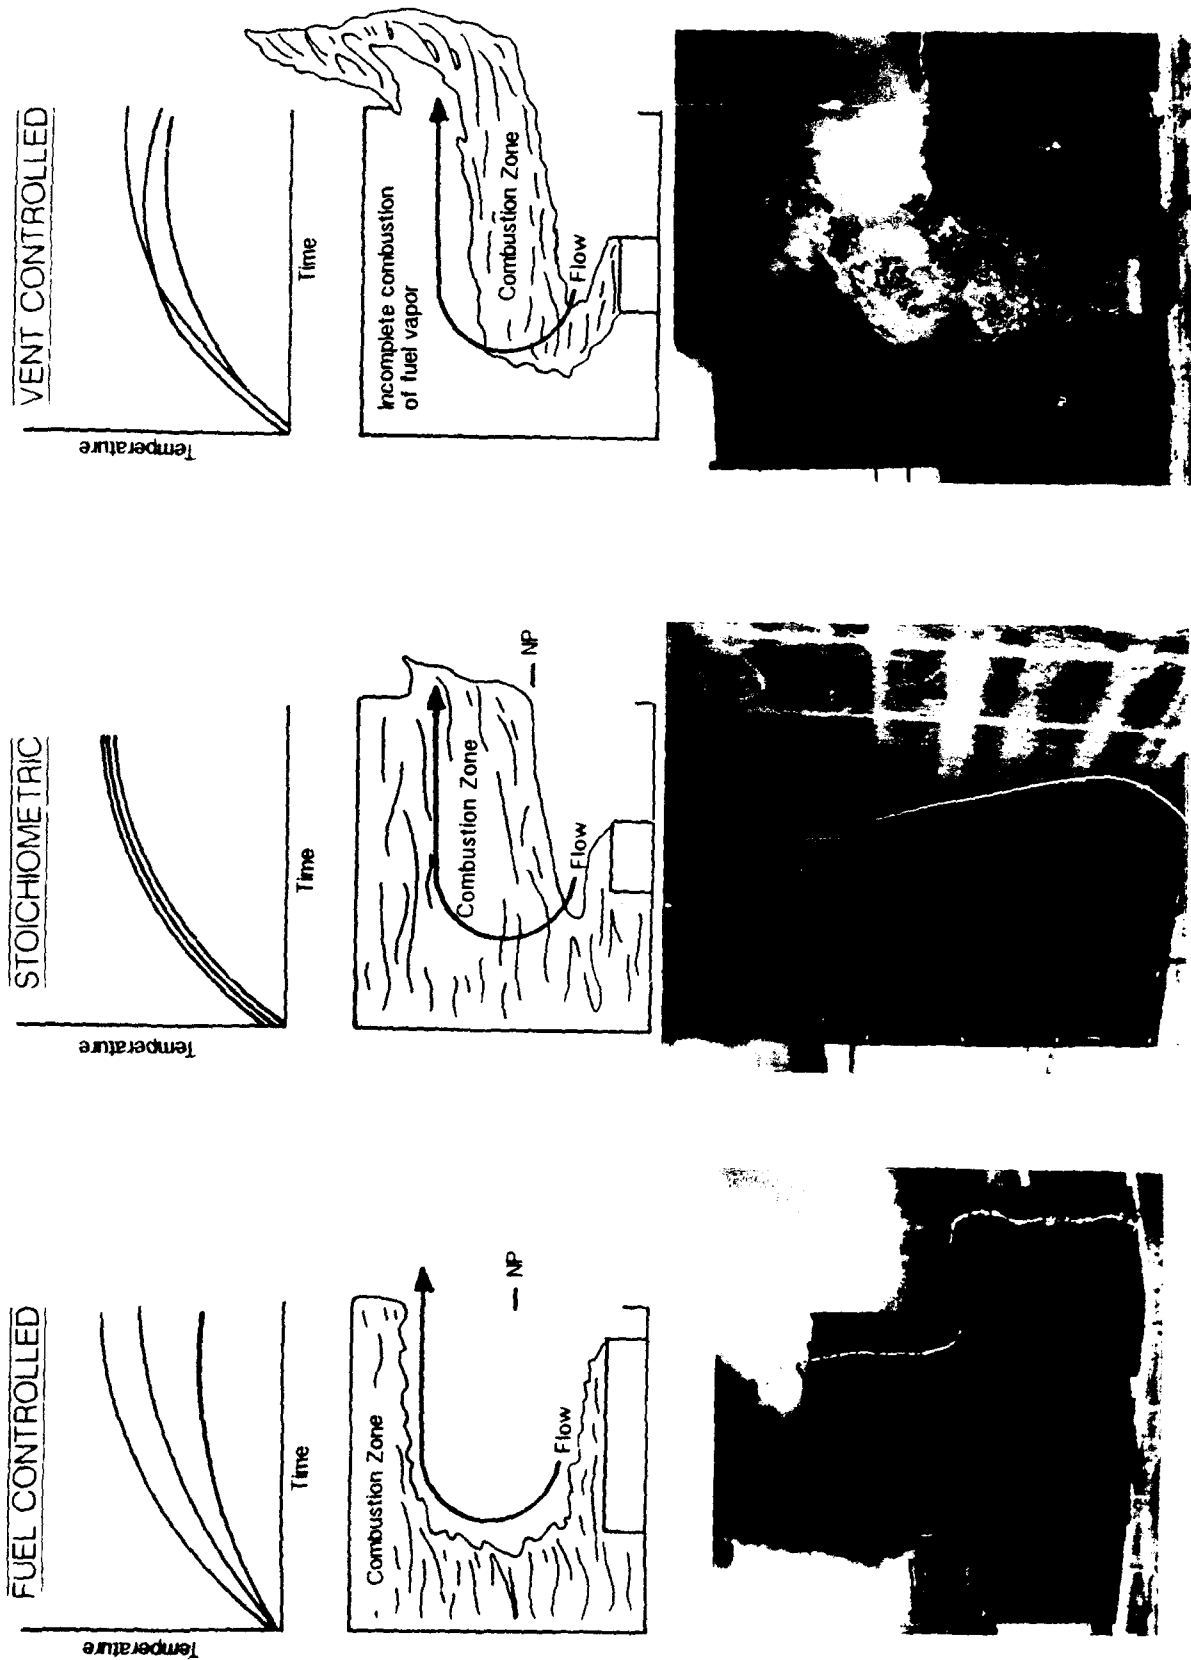 FUEL CONTROLLED
Temperature
Time
Combustion Zone
NP
Flow
STOICHIOMETRIC
Temperature
Time
Combustion Zone
NP
Flow
VENT CONTROLLED
Temperature
Time
Incomplete combustion
of fuel vapor
Combustion Zone
Flow